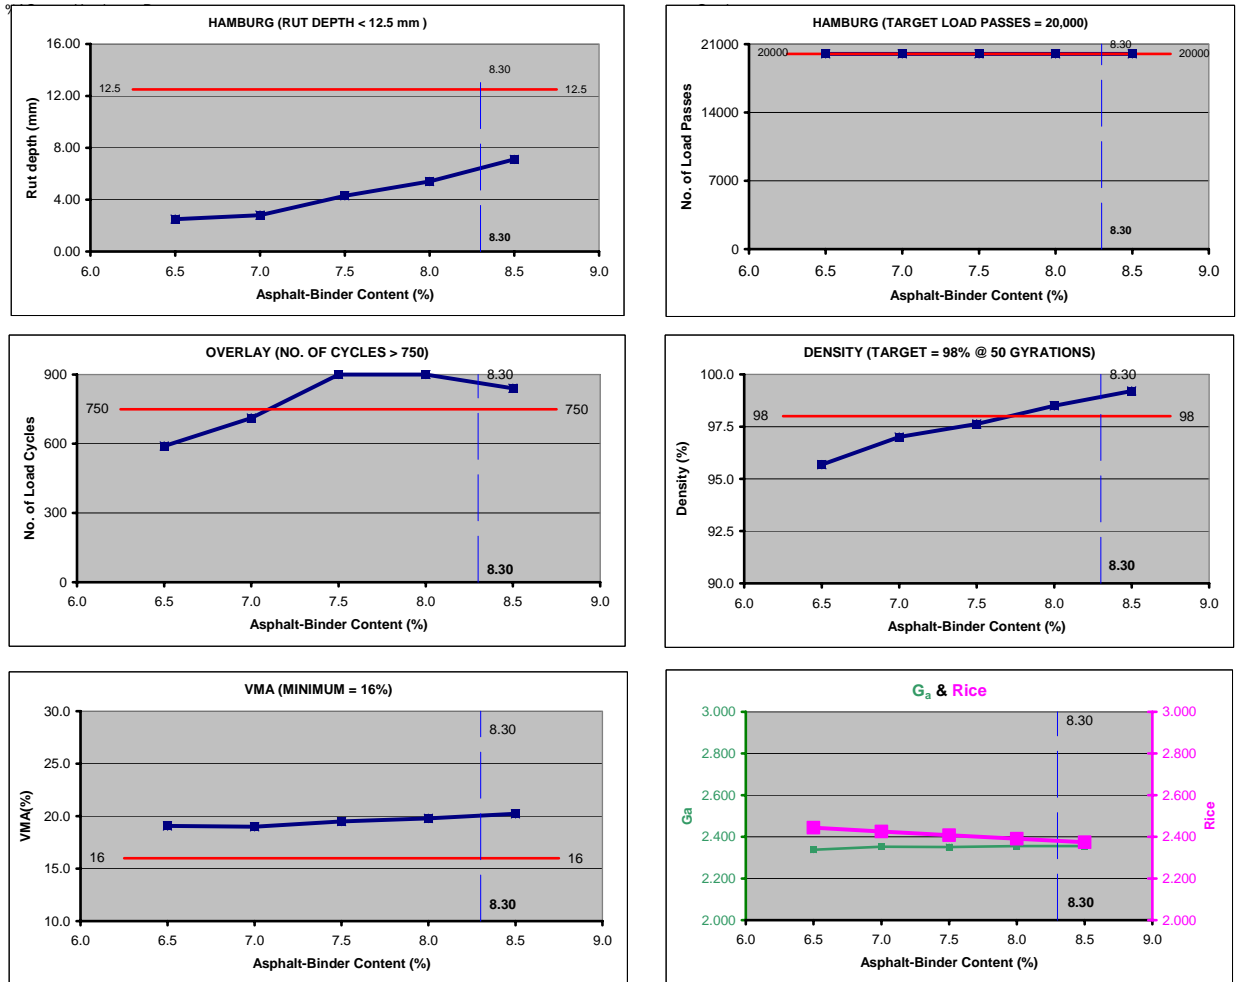 HAMBURG (RUT DEPTH < 12.5 mm )
16.00
12.00
8.00
4.00
0.00
Rut depth (mm)
12.5
12.5
8.30
8.30
6.0 6.5 7.0 7.5 8.0 8.5 9.0
Asphalt-Binder Content (%)
HAMBURG (TARGET LOAD PASSES = 20,000)
21000
14000
7000
0
No. of Load Passes
20000
20000
8.30
8.30
6.0 6.5 7.0 7.5 8.0 8.5 9.0
Asphalt-Binder Content (%)
OVERLAY (NO. OF CYCLES > 750)
900
600
300
0
No. of Load Cycles
750
750
8.30
8.30
6.0 6.5 7.0 7.5 8.0 8.5 9.0
Asphalt-Binder Content (%)
DENSITY (TARGET = 98% @ 50 GYRATIONS)
100.0
97.5
95.0
92.5
90.0
Density (%)
98
98
8.30
8.30
6.0 6.5 7.0 7.5 8.0 8.5 9.0
Asphalt-Binder Content (%)
VMA (MINIMUM = 16%)
30.0
25.0
20.0
15.0
10.0
VMA(%)
16
16
8.30
8.30
6.0 6.5 7.0 7.5 8.0 8.5 9.0
Asphalt-Binder Content (%)
Ga & Rice
3.000
2.800
2.600
2.400
2.200
2.000
Ga
8.30
8.30
3.000
2.800
2.600
2.400
2.200
2.000
Rice
6.0 6.5 7.0 7.5 8.0 8.5 9.0
Asphalt-Binder Content (%)